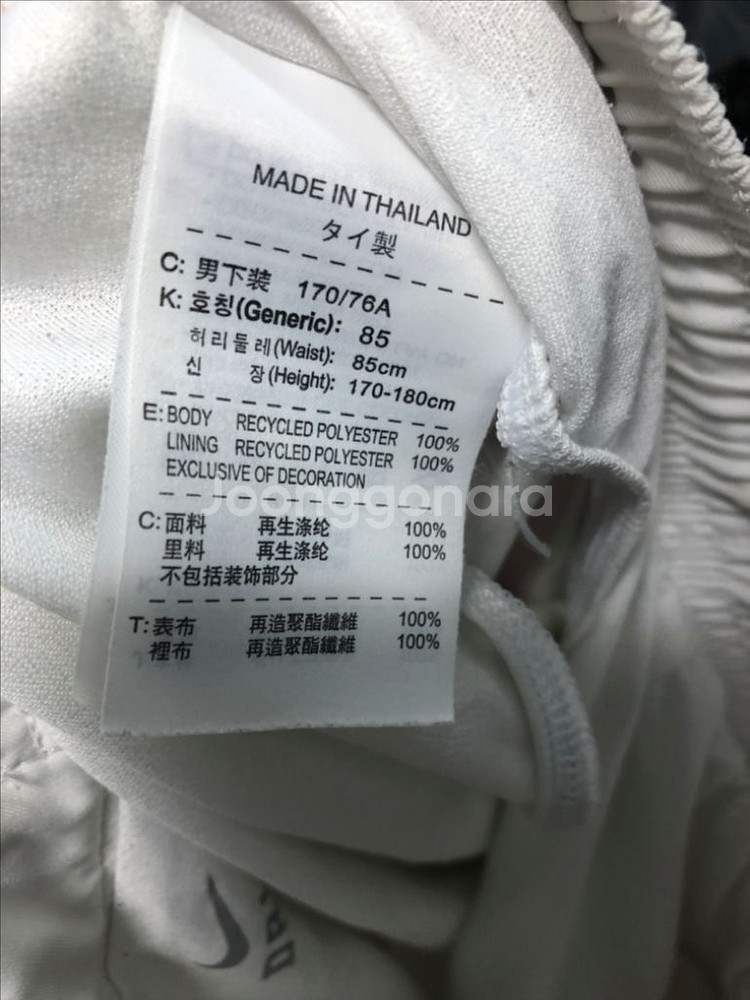 MADE IN THAILAND
タイ製
C: 男下装 170/76A
K: 호칭(Generic): 85
허리둘레(Waist): 85cm
신 장(Height): 170-180cm
E: BODY RECYCLED POLYESTER 100%
LINING RECYCLED POLYESTER 100%
EXCLUSIVE OF DECORATION
Joonggonara
C: 面料 再生涤纶 100%
里料 再生涤纶 100%
不包括装饰部分
T: 表布 再造聚酯纖維 100%
裡布 再造聚酯纖維 100%